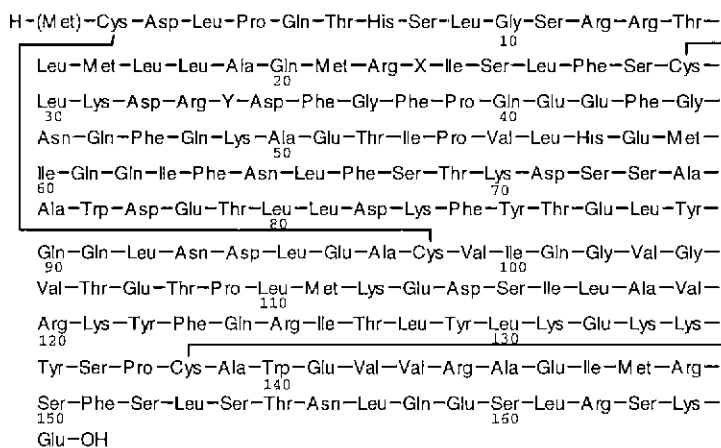 H-(Met)-Cys-Asp-Leu-Pro-Gln-Thr-His-Ser-Leu-Gly-Ser-Arg-Arg-Thr-
10
Leu-Met-Leu-Leu-Ala-Gln-Met-Arg-X-Ile-Ser-Leu-Phe-Ser-Cys-
20
Leu-Lys-Asp-Arg-Y-Asp-Phe-Gly-Phe-Pro-Gln-Glu-Glu-Phe-Gly-
30 40
Asn-Gln-Phe-Gln-Lys-Ala-Glu-Thr-Ile-Pro-Val-Leu-His-Glu-Met-
50
Ile-Gln-Gln-Ile-Phe-Asn-Leu-Phe-Ser-Thr-Lys-Asp-Ser-Ser-Ala-
60 70
Ala-Trp-Asp-Glu-Thr-Leu-Leu-Asp-Lys-Phe-Tyr-Thr-Glu-Leu-Tyr-
80
Gln-Gln-Leu-Asn-Asp-Leu-Glu-Ala-Cys-Val-Ile-Gln-Gly-Val-Gly-
90 100
Val-Thr-Glu-Thr-Pro-Leu-Met-Lys-Glu-Asp-Ser-Ile-Leu-Ala-Val-
110
Arg-Lys-Tyr-Phe-Gln-Arg-Ile-Thr-Leu-Tyr-Leu-Lys-Glu-Lys-Lys-
120 130
Tyr-Ser-Pro-Cys-Ala-Trp-Glu-Val-Val-Arg-Ala-Glu-Ile-Met-Arg-
140
Ser-Phe-Ser-Leu-Ser-Thr-Asn-Leu-Gln-Glu-Ser-Leu-Arg-Ser-Lys-
150 160
Glu-OH